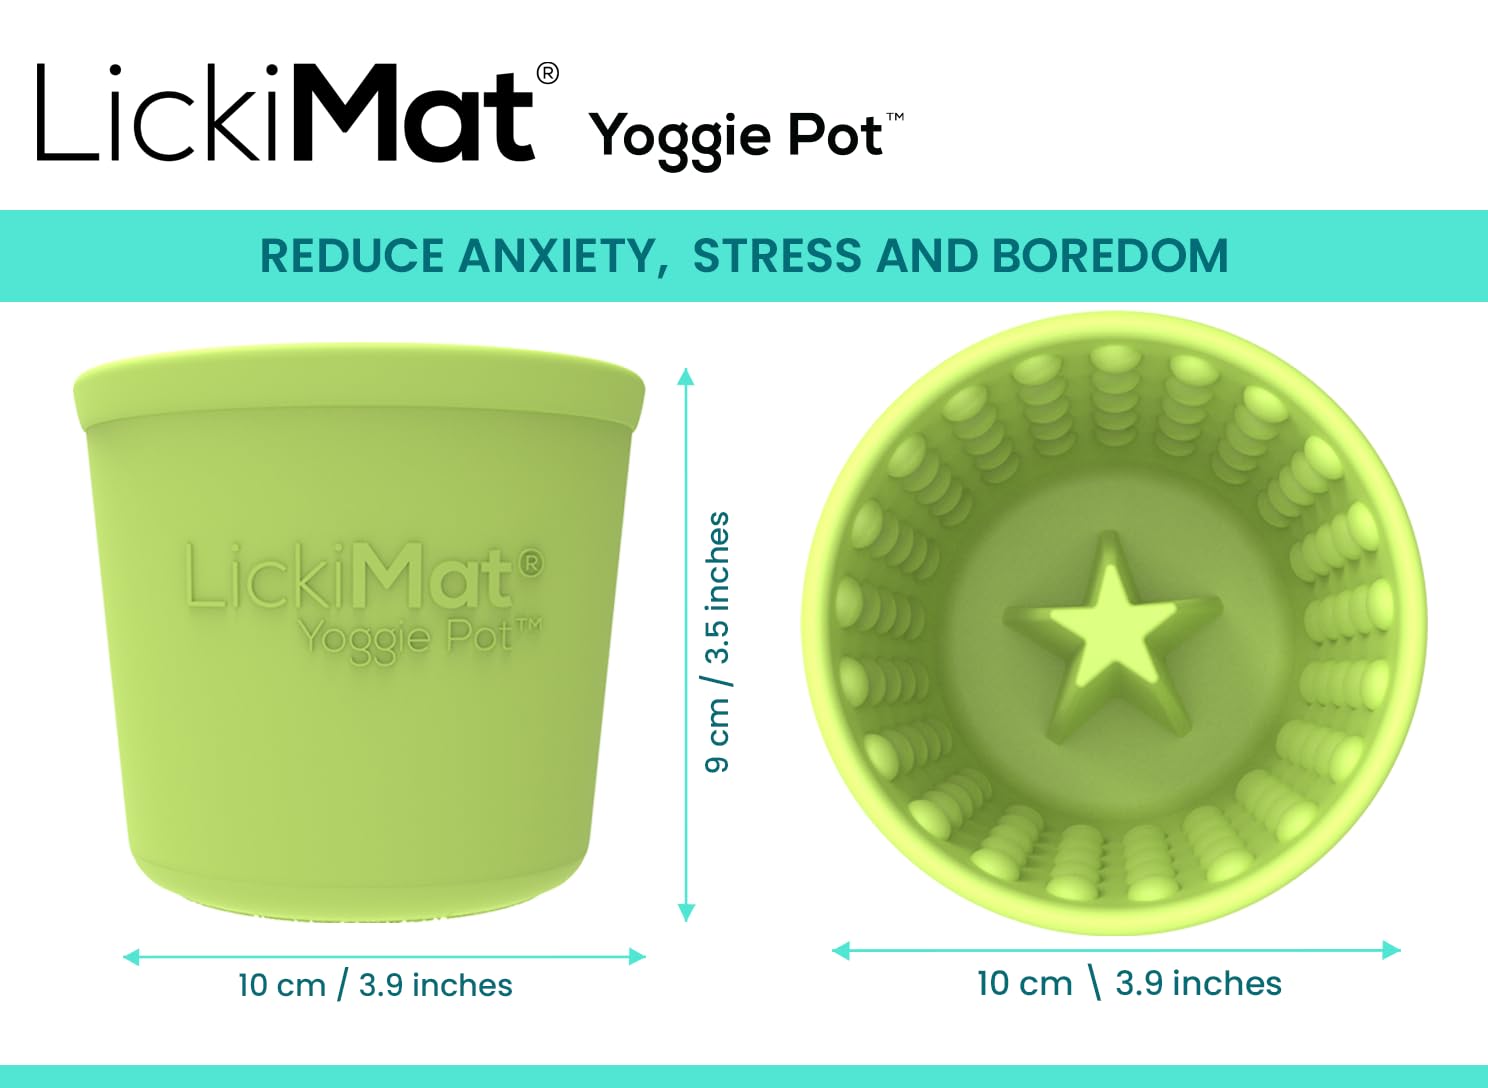 LickiMat® Yoggie Pot™
REDUCE ANXIETY, STRESS AND BOREDOM
LickiMat®
Yoggie Pot™
9 cm / 3.5 inches
10 cm / 3.9 inches
10 cm \ 3.9 inches